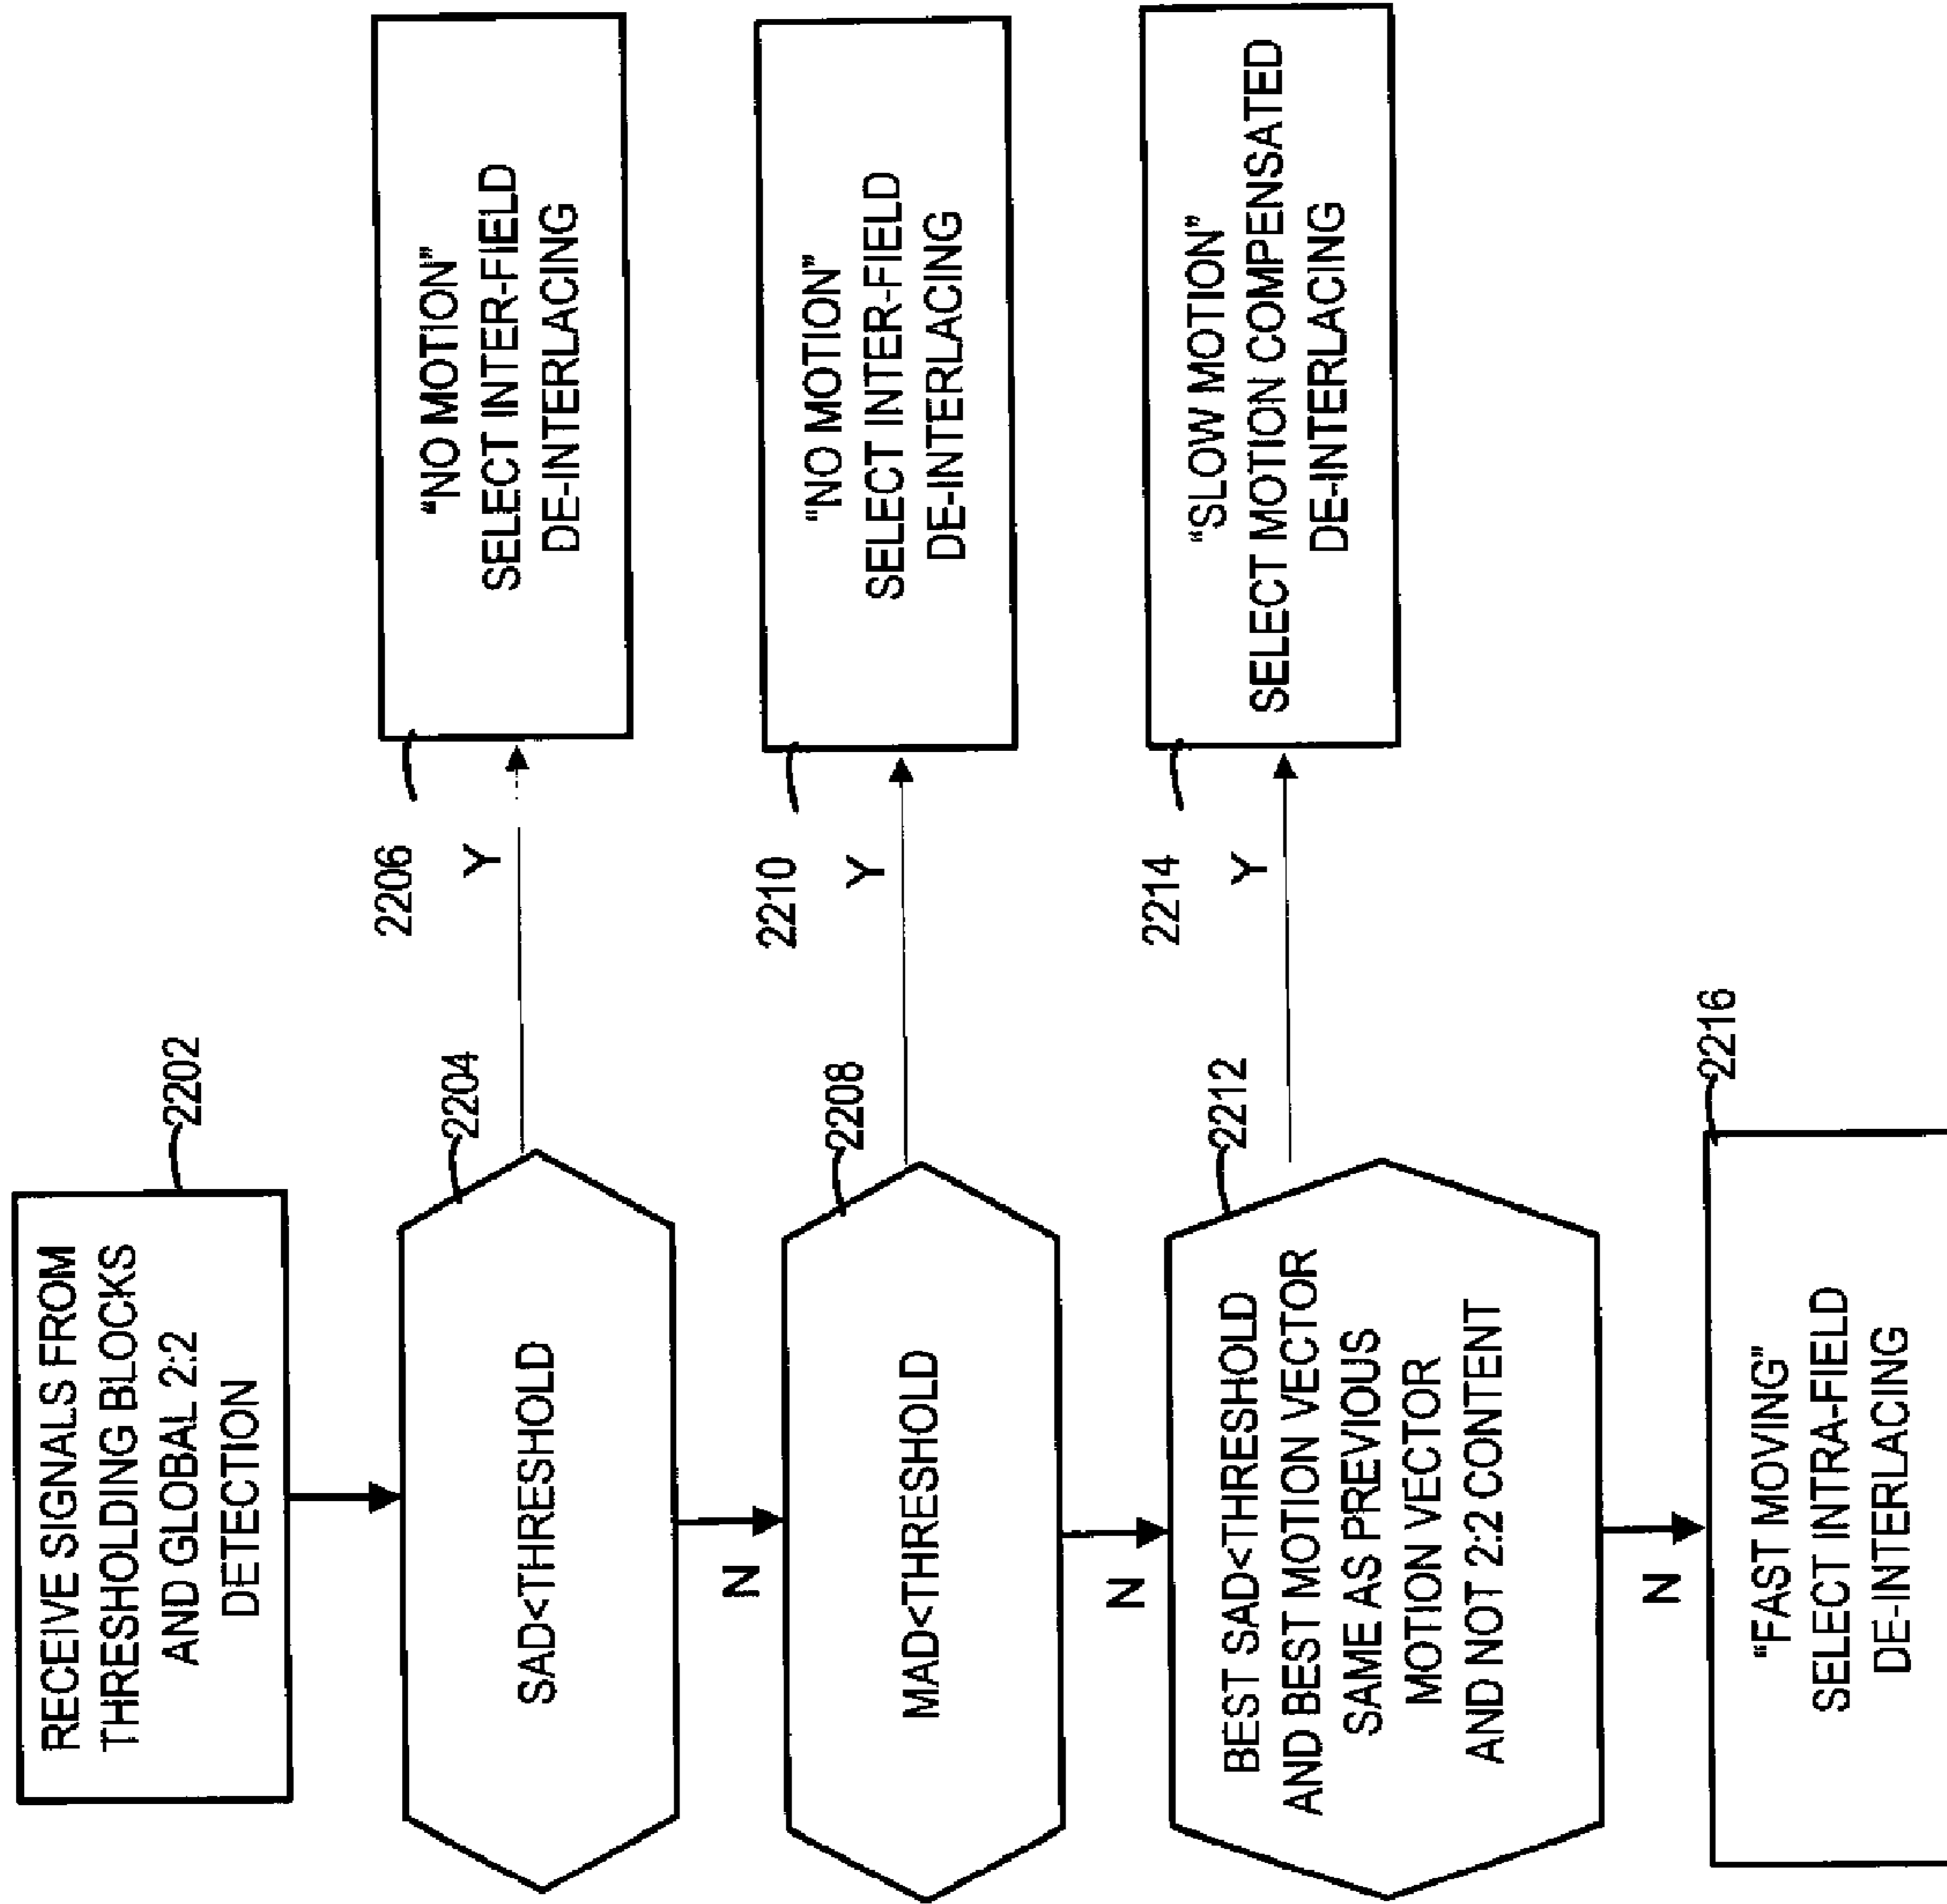 RECEIVE SIGNALS FROM
THRESHOLDING BLOCKS
AND GLOBAL 2:2
DETECTION
2202
SAD<THRESHOLD
2204
Y
2206
"NO MOTION"
SELECT INTER-FIELD
DE-INTERLACING
N
MAD<THRESHOLD
2208
Y
2210
"NO MOTION"
SELECT INTER-FIELD
DE-INTERLACING
N
BEST SAD<THRESHOLD
AND BEST MOTION VECTOR
SAME AS PREVIOUS
MOTION VECTOR
AND NOT 2:2 CONTENT
2212
Y
2214
"SLOW MOTION"
SELECT MOTION COMPENSATED
DE-INTERLACING
N
"FAST MOVING"
SELECT INTRA-FIELD
DE-INTERLACING
2216